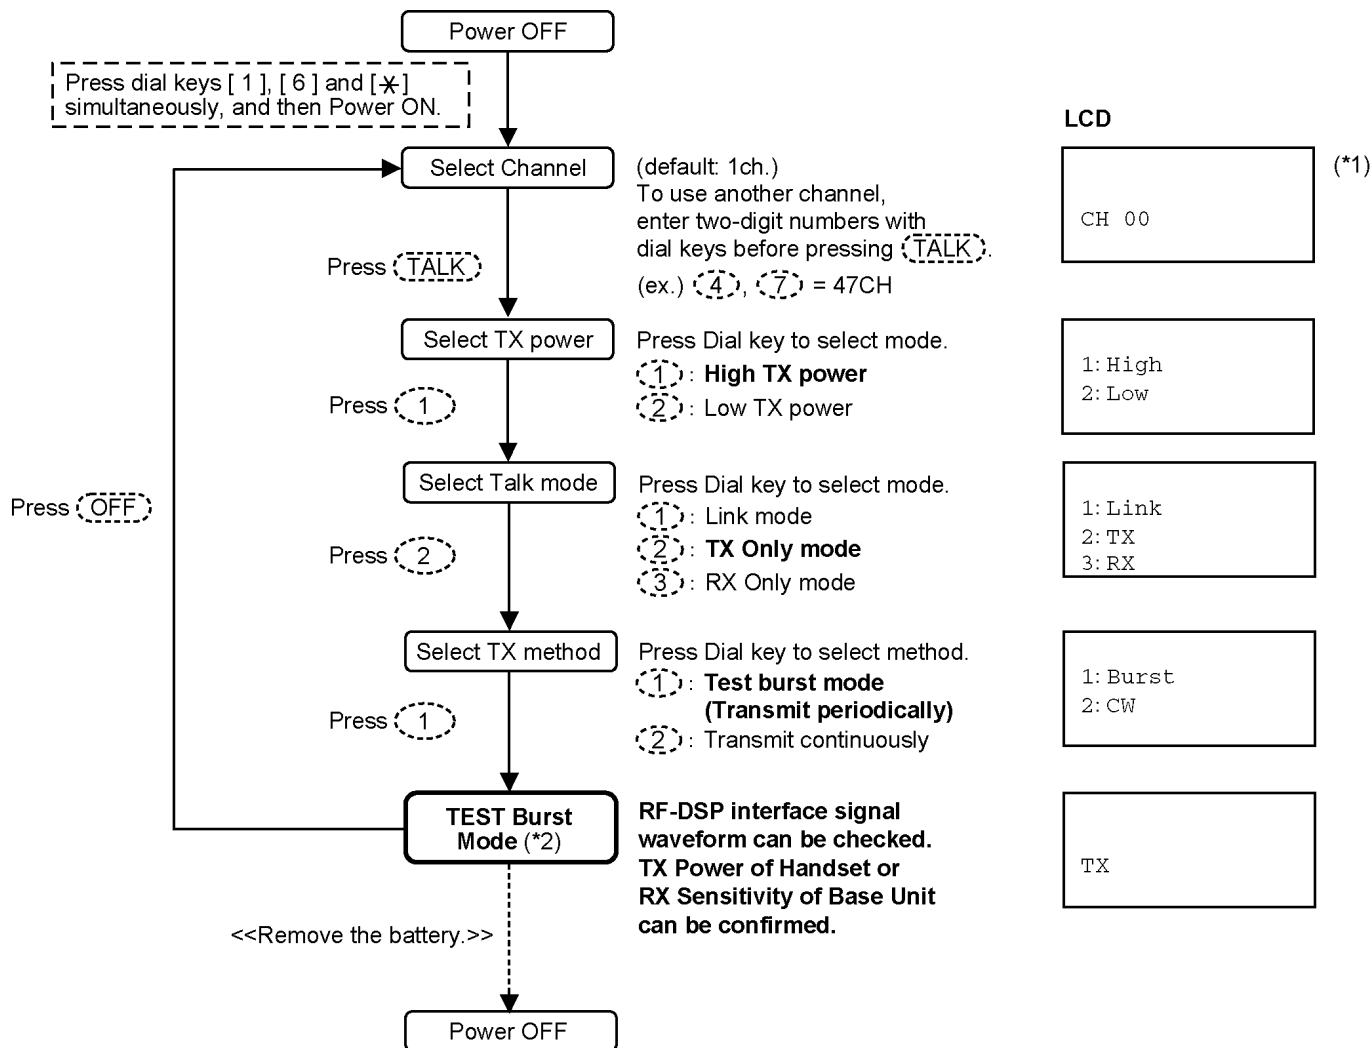 Power OFF
Press dial keys [ 1 ], [ 6 ] and [*]
simultaneously, and then Power ON.
LCD
Select Channel
(default: 1ch.)
To use another channel,
enter two-digit numbers with
dial keys before pressing TALK.
(ex.) 4, 7 = 47CH
CH 00
(*1)
Press TALK
Select TX power
Press Dial key to select mode.
1 : High TX power
2 : Low TX power
1: High
2: Low
Press 1
Select Talk mode
Press Dial key to select mode.
1 : Link mode
2 : TX Only mode
3 : RX Only mode
1: Link
2: TX
3: RX
Press OFF
Press 2
Select TX method
Press Dial key to select method.
1 : Test burst mode
(Transmit periodically)
2 : Transmit continuously
1: Burst
2: CW
Press 1
TEST Burst
Mode (*2)
RF-DSP interface signal
waveform can be checked.
TX Power of Handset or
RX Sensitivity of Base Unit
can be confirmed.
TX
<<Remove the battery.>>
Power OFF